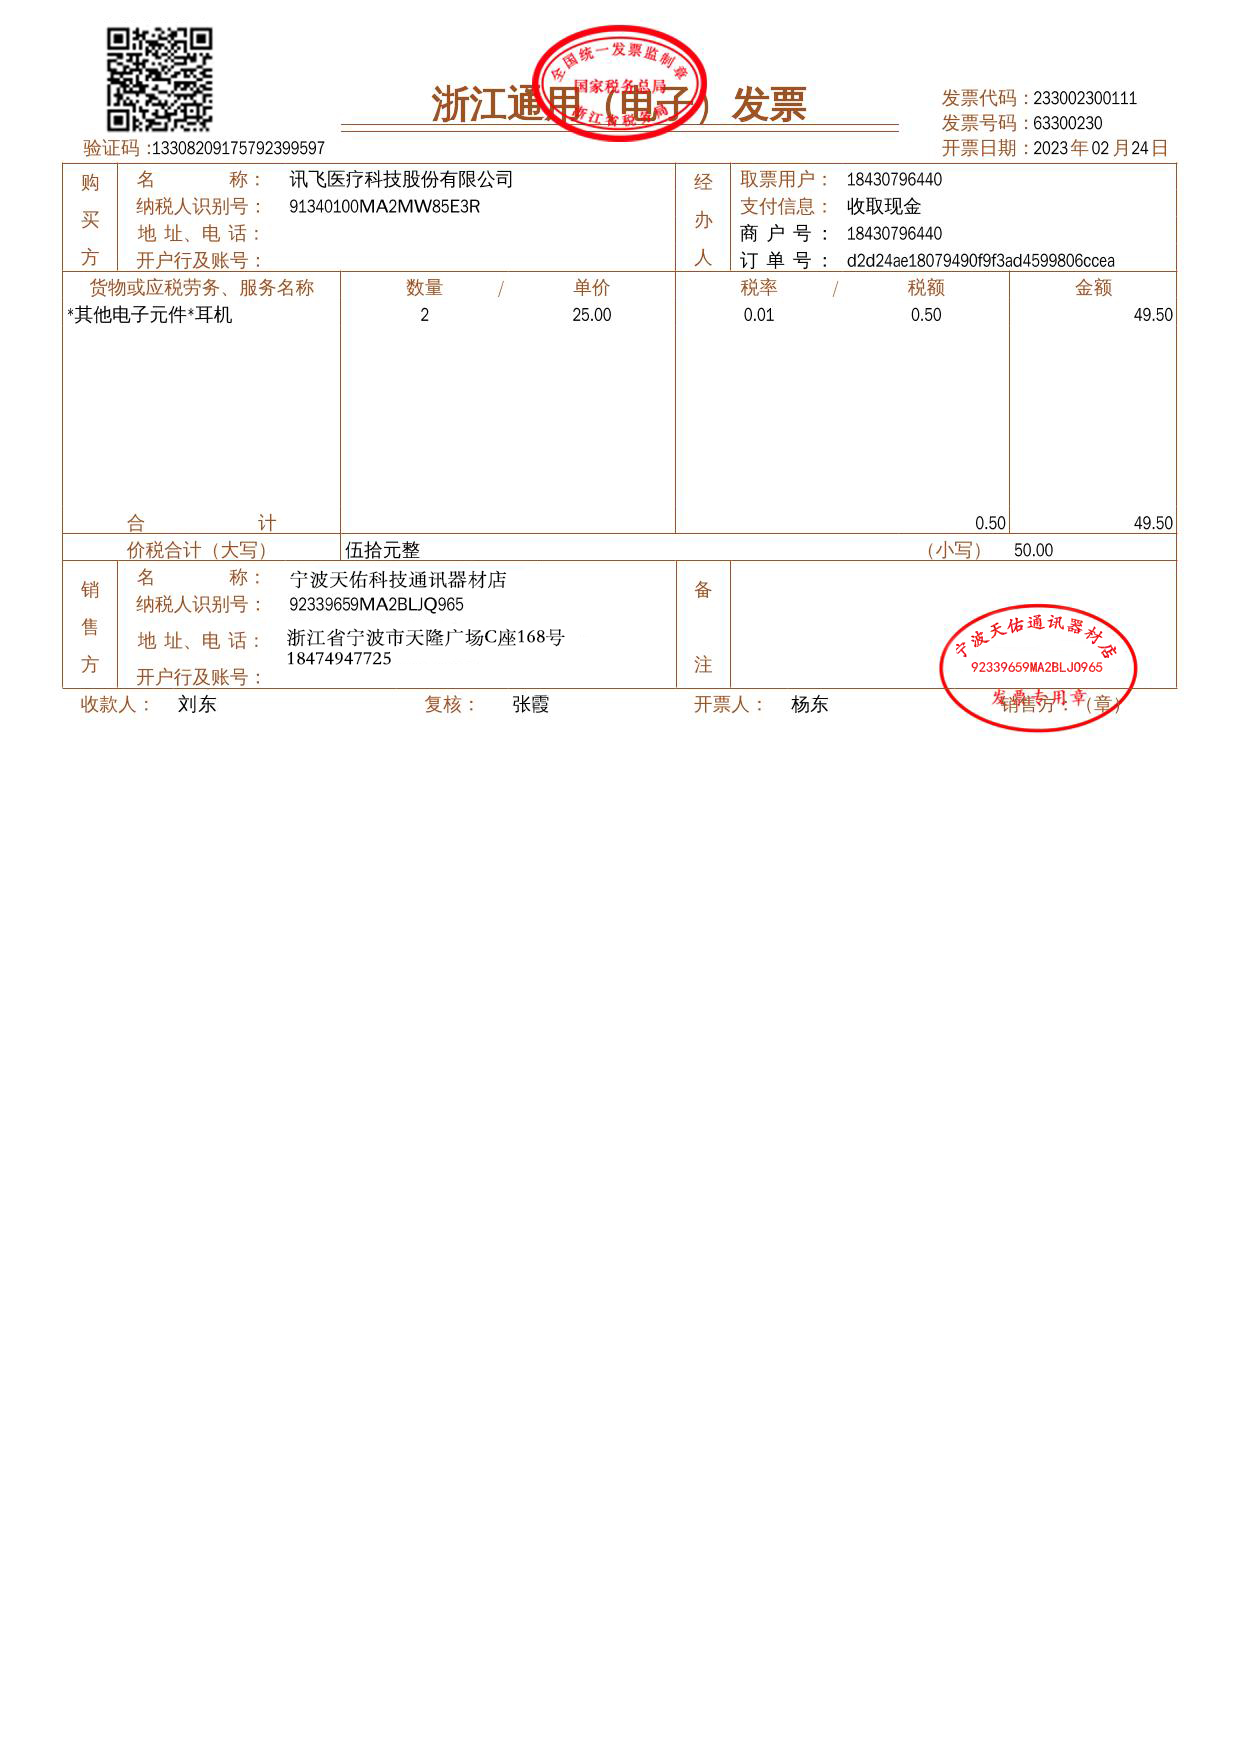 全国统一发票监制章
国家税务总局
浙江省税务局
浙江通用（电子）发票
发票代码：233002300111
发票号码：63300230
验证码：13308209175792399597
开票日期：2023年02月24日
购买方
名称：讯飞医疗科技股份有限公司
纳税人识别号：91340100MA2MW85E3R
地址、电话：
开户行及账号：
经办人
取票用户：18430796440
支付信息：收取现金
商户号：18430796440
订单号：d2d24ae18079490f9f3ad4599806ccea
货物或应税劳务、服务名称 数量 / 单价 税率 / 税额 金额
*其他电子元件*耳机 2 25.00 0.01 0.50 49.50
合计 0.50 49.50
价税合计（大写） 伍拾元整 （小写） 50.00
销售方
名称：宁波天佑科技通讯器材店
纳税人识别号：92339659MA2BLJQ965
地址、电话：浙江省宁波市天隆广场C座168号
18474947725
开户行及账号：
备注
宁波天佑通讯器材店
92339659MA2BLJ0965
发票专用章
收款人：刘东 复核：张霞 开票人：杨东 销售方：（章）